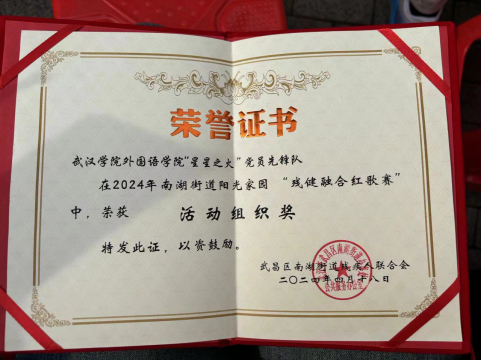 荣誉证书
武汉学院外国语学院“星星之火”党员先锋队
在2024年南湖街道阳光家园 “残健融合红歌赛”
中，荣获 活动组织奖
特发此证，以资鼓励。
武昌区南湖街道残疾人联合会
二〇二四年四月十八日